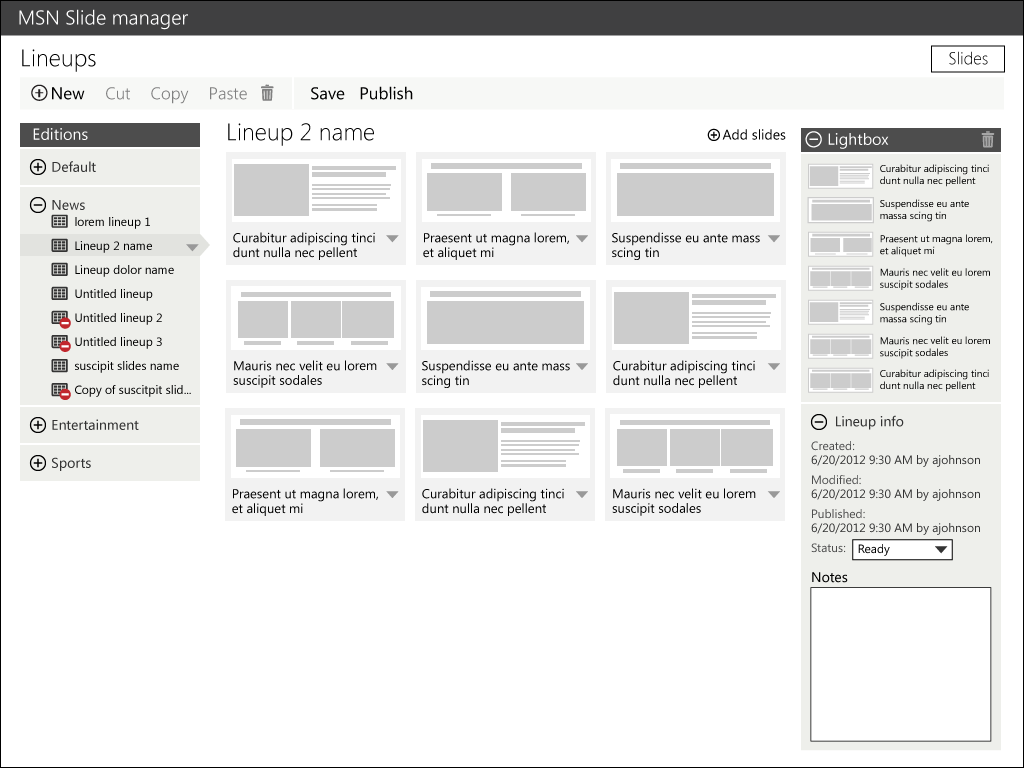 MSN Slide manager
Lineups
Slides
New Cut Copy Paste Save Publish
Editions
Default
News
lorem lineup 1
Lineup 2 name
Lineup dolor name
Untitled lineup
Untitled lineup 2
Untitled lineup 3
suscipit slides name
Copy of suscitpit slid...
Entertainment
Sports
Lineup 2 name
Add slides
Curabitur adipiscing tinci
dunt nulla nec pellent
Praesent ut magna lorem,
et aliquet mi
Suspendisse eu ante mass
scing tin
Mauris nec velit eu lorem
suscipit sodales
Suspendisse eu ante mass
scing tin
Curabitur adipiscing tinci
dunt nulla nec pellent
Praesent ut magna lorem,
et aliquet mi
Curabitur adipiscing tinci
dunt nulla nec pellent
Mauris nec velit eu lorem
suscipit sodales
Lightbox
Curabitur adipiscing tinci
dunt nulla nec pellent
Suspendisse eu ante
massa scing tin
Praesent ut magna lorem,
et aliquet mi
Mauris nec velit eu lorem
suscipit sodales
Suspendisse eu ante
massa scing tin
Mauris nec velit eu lorem
suscipit sodales
Curabitur adipiscing tinci
dunt nulla nec pellent
Lineup info
Created:
6/20/2012 9:30 AM by ajohnson
Modified:
6/20/2012 9:30 AM by ajohnson
Published:
6/20/2012 9:30 AM by ajohnson
Status: Ready
Notes